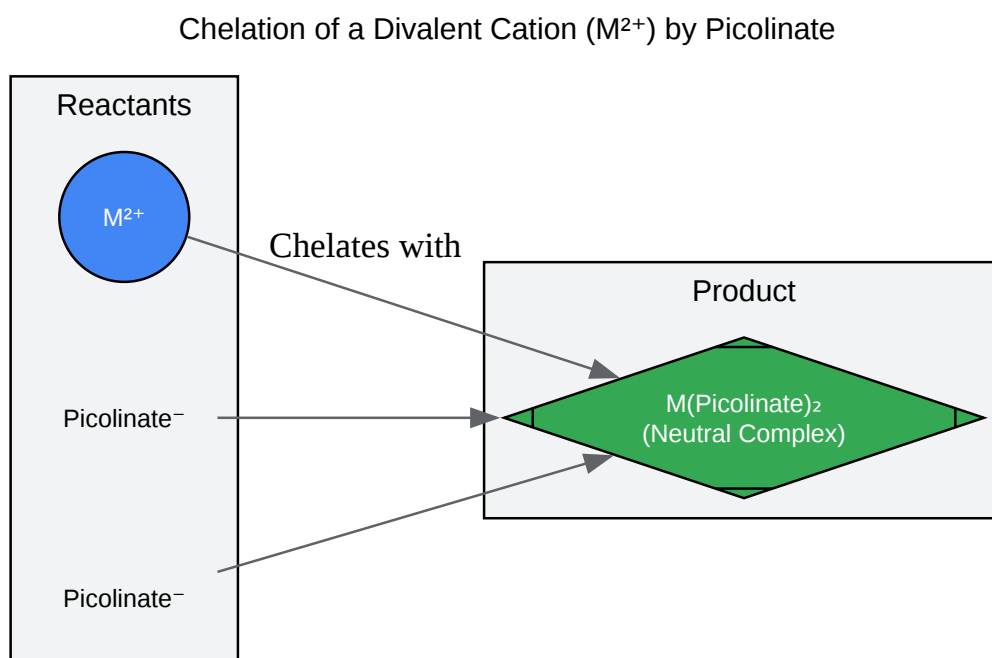 Chelation of a Divalent Cation (M²⁺) by Picolinate
Reactants
M²⁺
Chelates with
Product
Picolinate⁻
M(Picolinate)₂
(Neutral Complex)
Picolinate⁻